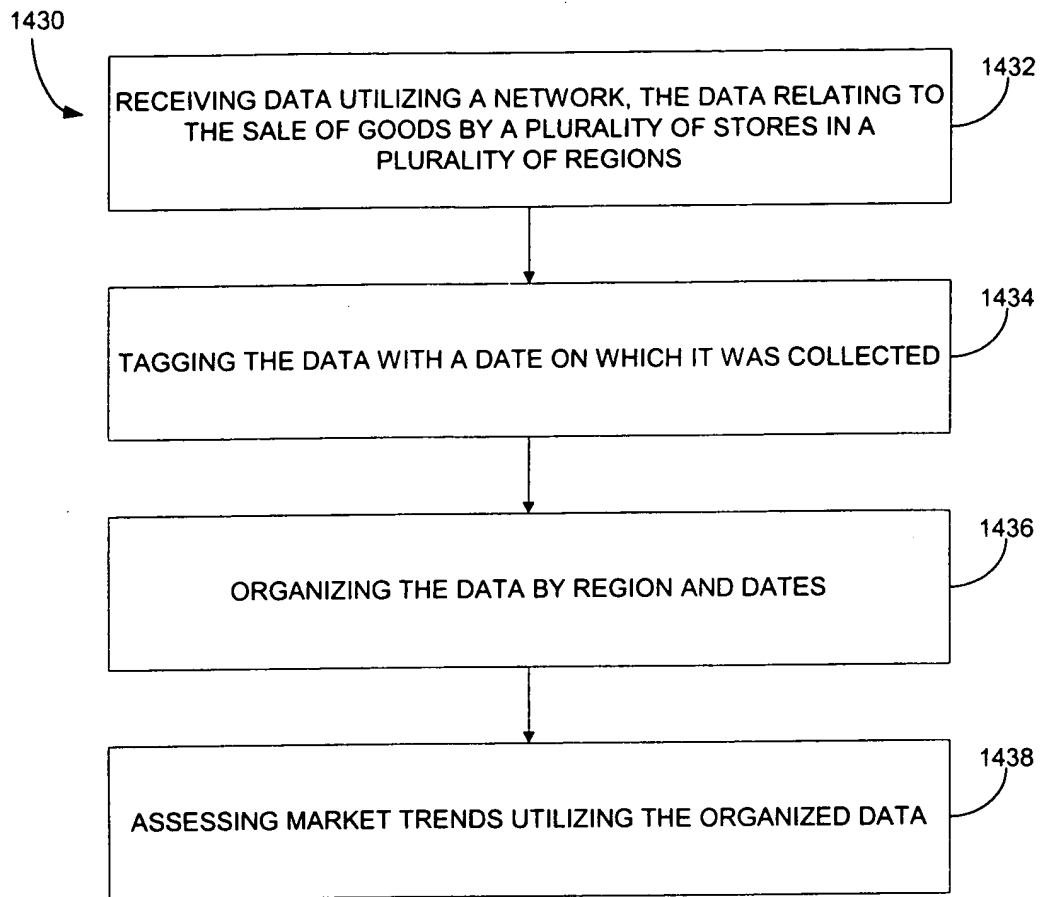 1430
1432
RECEIVING DATA UTILIZING A NETWORK, THE DATA RELATING TO
THE SALE OF GOODS BY A PLURALITY OF STORES IN A
PLURALITY OF REGIONS
1434
TAGGING THE DATA WITH A DATE ON WHICH IT WAS COLLECTED
1436
ORGANIZING THE DATA BY REGION AND DATES
1438
ASSESSING MARKET TRENDS UTILIZING THE ORGANIZED DATA